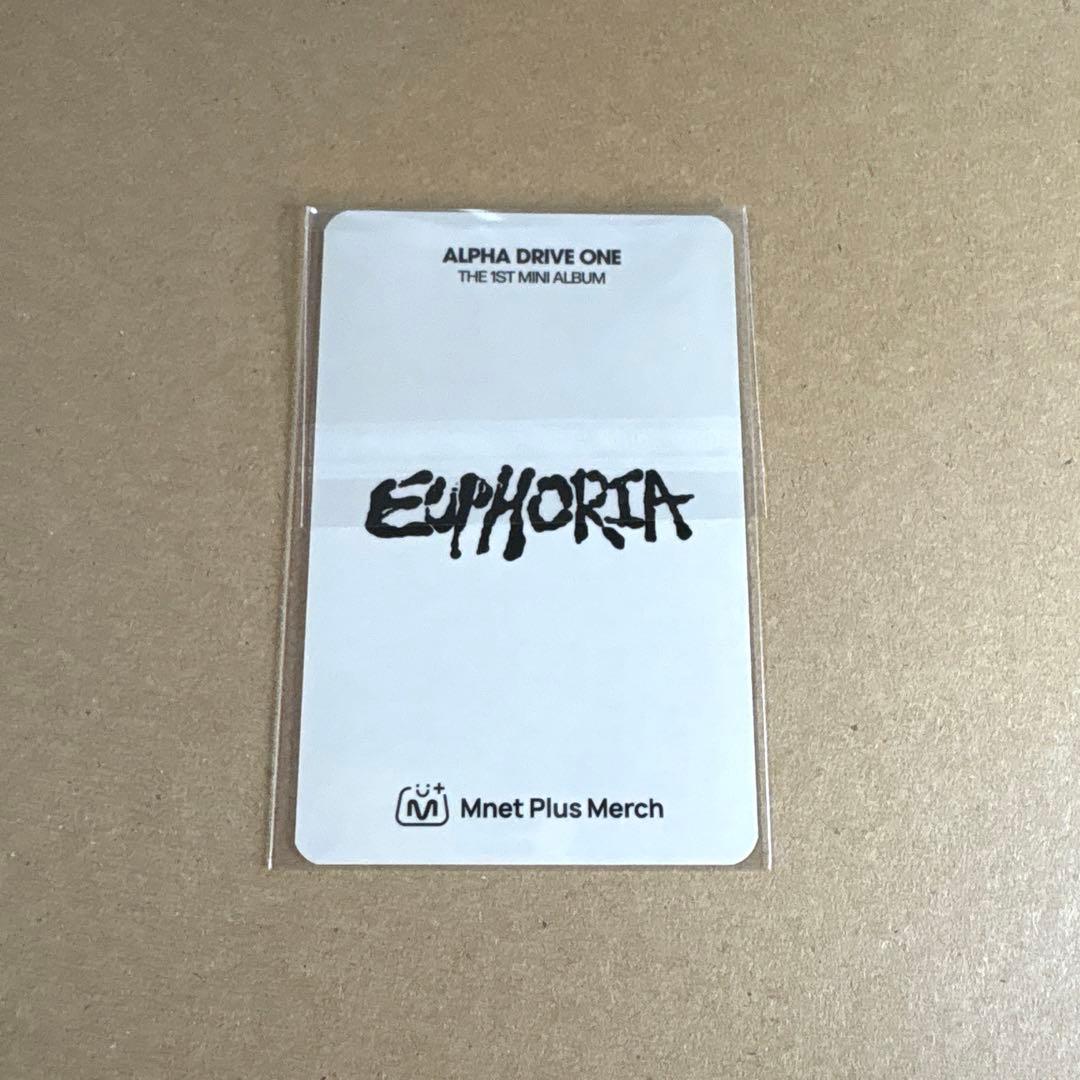 ALPHA DRIVE ONE
THE 1ST MINI ALBUM
EUPHORIA
M+ Mnet Plus Merch